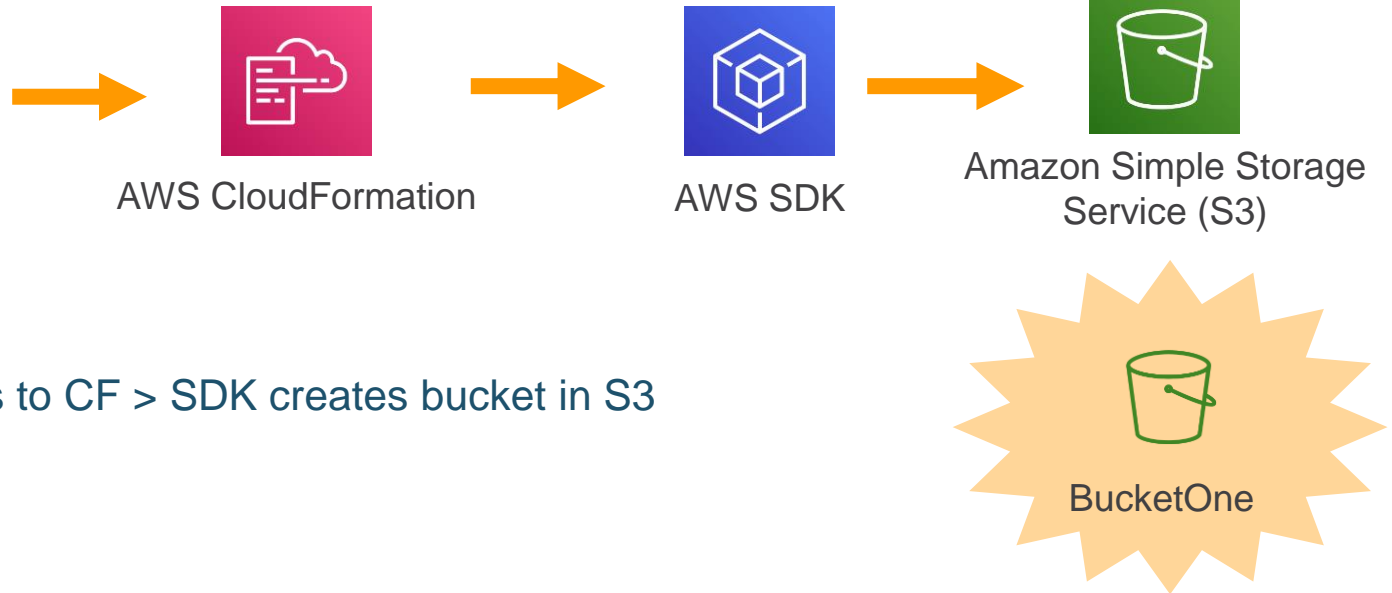 AWS CloudFormation
AWS SDK
Amazon Simple Storage
Service (S3)
s to CF > SDK creates bucket in S3
BucketOne